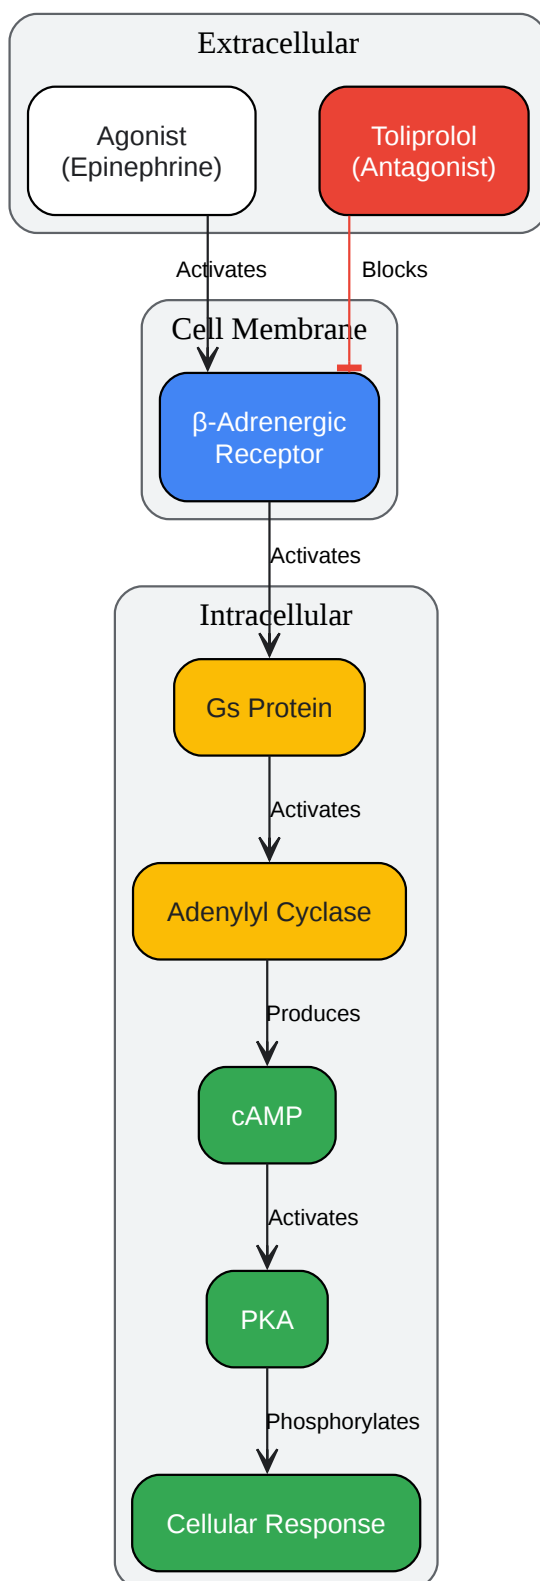 Extracellular
Agonist
(Epinephrine)
Toliprolol
(Antagonist)
Activates
Blocks
Cell Membrane
β-Adrenergic
Receptor
Activates
Intracellular
Gs Protein
Activates
Adenylyl Cyclase
Produces
cAMP
Activates
PKA
Phosphorylates
Cellular Response